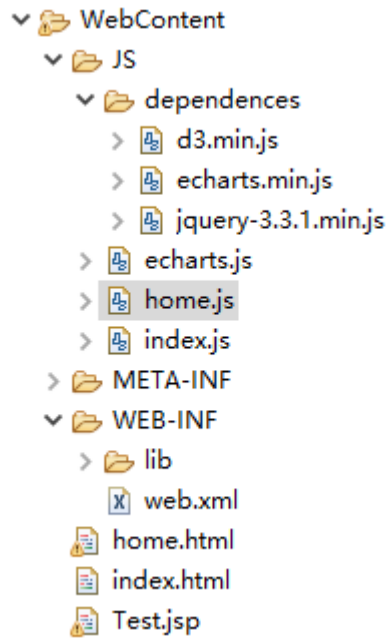 WebContent
JS
dependences
d3.min.js
echarts.min.js
jquery-3.3.1.min.js
echarts.js
home.js
index.js
META-INF
WEB-INF
lib
web.xml
home.html
index.html
Test.jsp